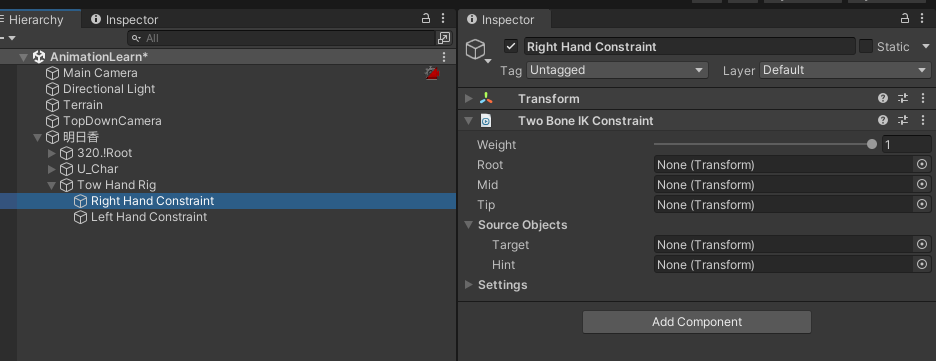 Hierarchy
Inspector
All
AnimationLearn*
Main Camera
Directional Light
Terrain
TopDownCamera
明日香
320.!Root
U_Char
Tow Hand Rig
Right Hand Constraint
Left Hand Constraint
Inspector
Right Hand Constraint Static
Tag Untagged Layer Default
Transform
Two Bone IK Constraint
Weight 1
Root None (Transform)
Mid None (Transform)
Tip None (Transform)
Source Objects
Target None (Transform)
Hint None (Transform)
Settings
Add Component